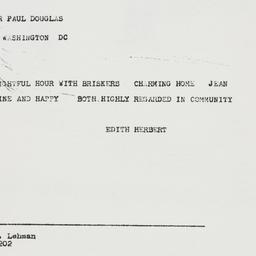 R PAUL DOUGLAS
WASHINGTON DC
GHTFUL HOUR WITH BRISKERS CHARMING HOME JEAN
INE AND HAPPY BOTH HIGHLY REGARDED IN COMMUNITY
EDITH HERBERT
. Lehman
202